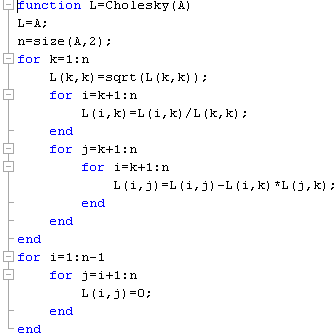 function L=Cholesky(A)
L=A;
n=size(A,2);
for k=1:n
    L(k,k)=sqrt(L(k,k));
    for i=k+1:n
        L(i,k)=L(i,k)/L(k,k);
    end
    for j=k+1:n
        for i=k+1:n
            L(i,j)=L(i,j)-L(i,k)*L(j,k);
        end
    end
end
for i=1:n-1
    for j=i+1:n
        L(i,j)=0;
    end
end